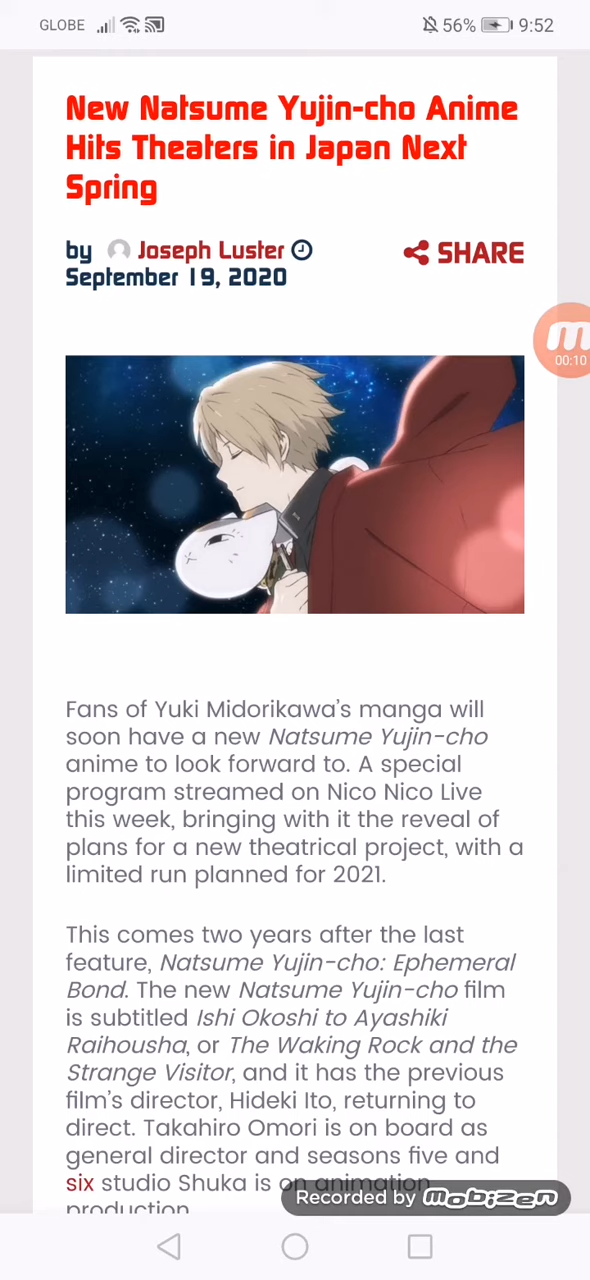 GLOBE 56% 9:52
New Natsume Yujin-cho Anime
Hits Theaters in Japan Next
Spring
by Joseph Luster SHARE
September 19, 2020
00:10
Fans of Yuki Midorikawa's manga will
soon have a new Natsume Yujin-cho
anime to look forward to. A special
program streamed on Nico Nico Live
this week, bringing with it the reveal of
plans for a new theatrical project, with a
limited run planned for 2021.
This comes two years after the last
feature, Natsume Yujin-cho: Ephemeral
Bond. The new Natsume Yujin-cho film
is subtitled Ishi Okoshi to Ayashiki
Raihousha, or The Waking Rock and the
Strange Visitor, and it has the previous
film's director, Hideki Ito, returning to
direct. Takahiro Omori is on board as
general director and seasons five and
six studio Shuka is on animation
production
Recorded by mobizen